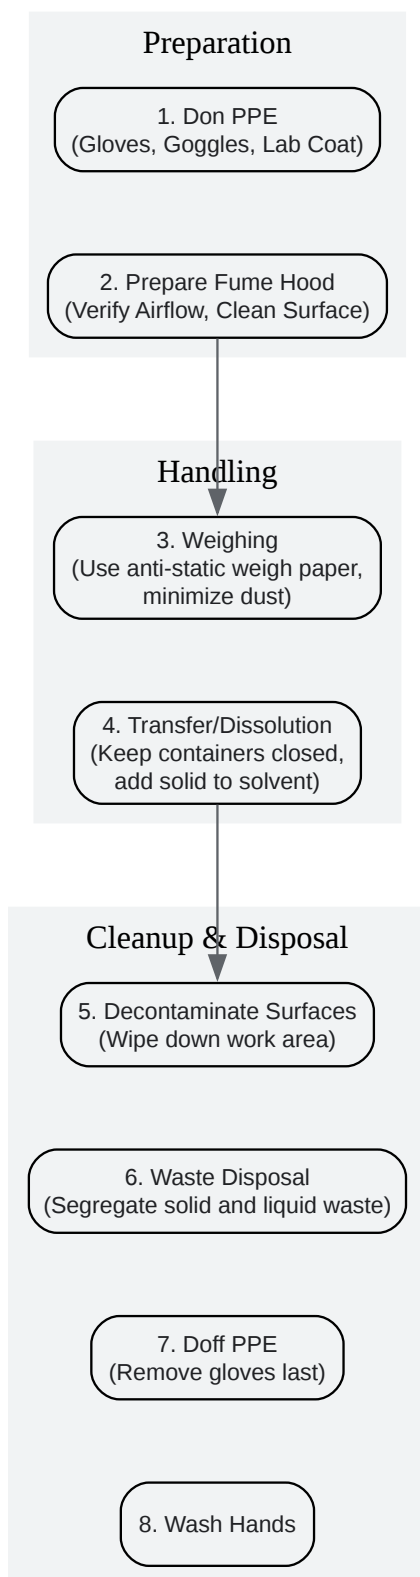 Preparation
1. Don PPE
(Gloves, Goggles, Lab Coat)
2. Prepare Fume Hood
(Verify Airflow, Clean Surface)
Handling
3. Weighing
(Use anti-static weigh paper,
minimize dust)
4. Transfer/Dissolution
(Keep containers closed,
add solid to solvent)
Cleanup & Disposal
5. Decontaminate Surfaces
(Wipe down work area)
6. Waste Disposal
(Segregate solid and liquid waste)
7. Doff PPE
(Remove gloves last)
8. Wash Hands